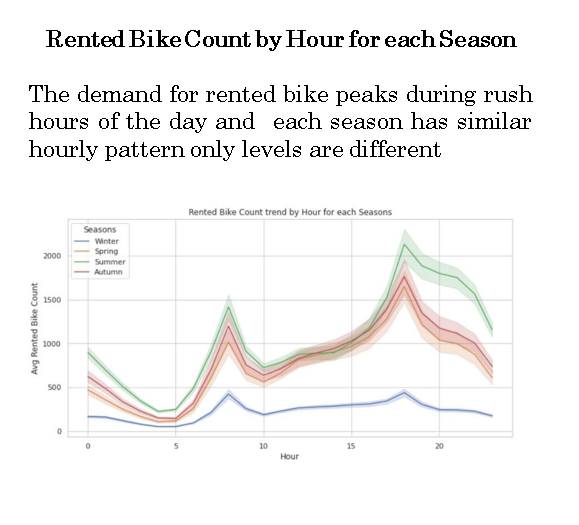 Rented Bike Count by Hour for each Season
The demand for rented bike peaks during rush
hours of the day and each season has similar
hourly pattern only levels are different
Rented Bike Count trend by Hour for each Seasons
Seasons
Winter
Spring
Summer
Autumn
Avg Rented Bike Count
2000
1500
1000
500
0
0 5 10 15 20
Hour